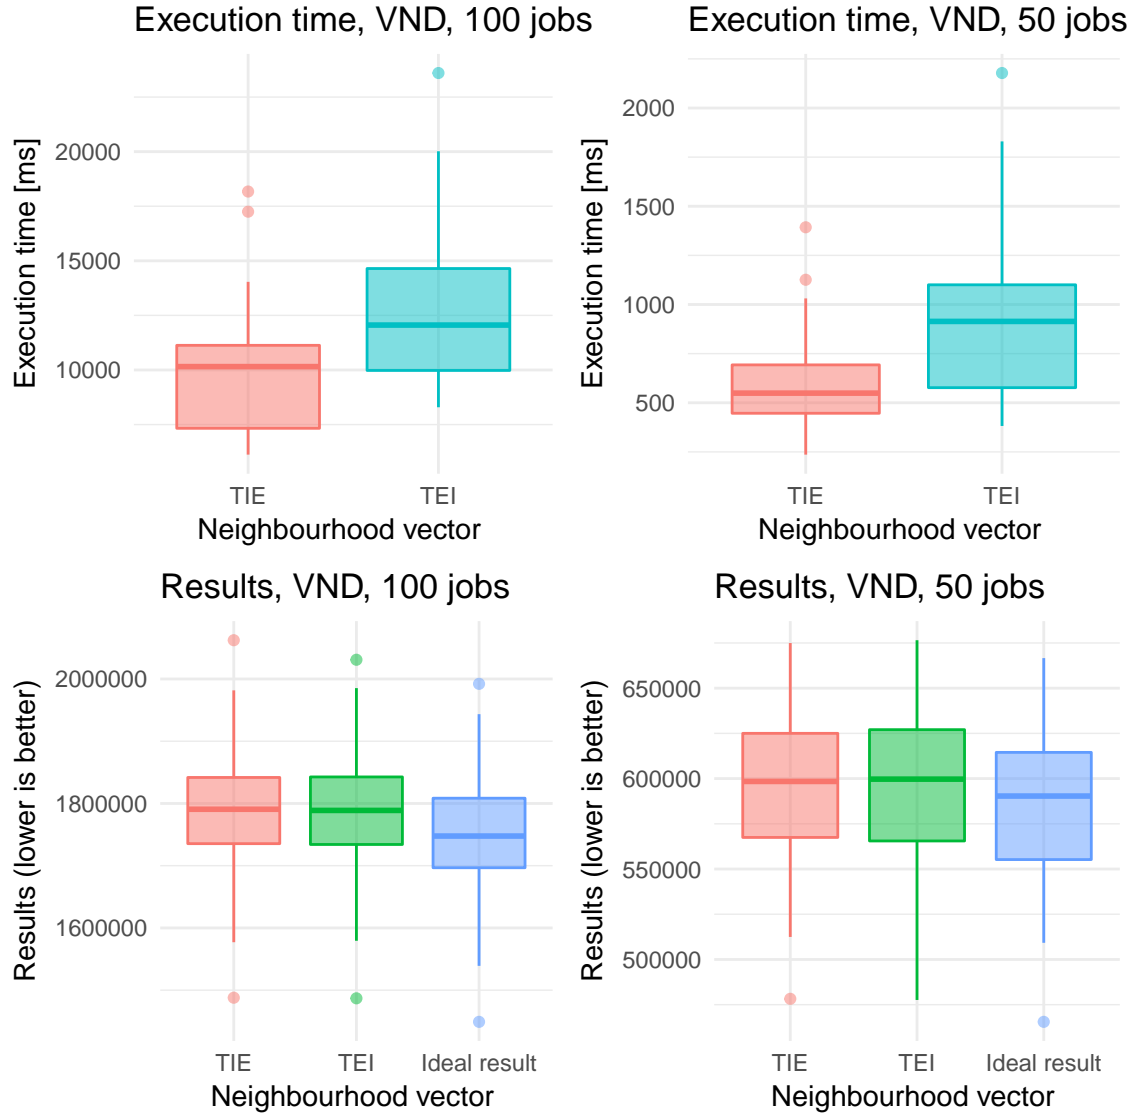 Execution time, VND, 100 jobs
Execution time [ms]
20000
15000
10000
TIE
TEI
Neighbourhood vector
Execution time, VND, 50 jobs
Execution time [ms]
2000
1500
1000
500
TIE
TEI
Neighbourhood vector
Results, VND, 100 jobs
Results (lower is better)
2000000
1800000
1600000
TIE
TEI
Ideal result
Neighbourhood vector
Results, VND, 50 jobs
Results (lower is better)
650000
600000
550000
500000
TIE
TEI
Ideal result
Neighbourhood vector